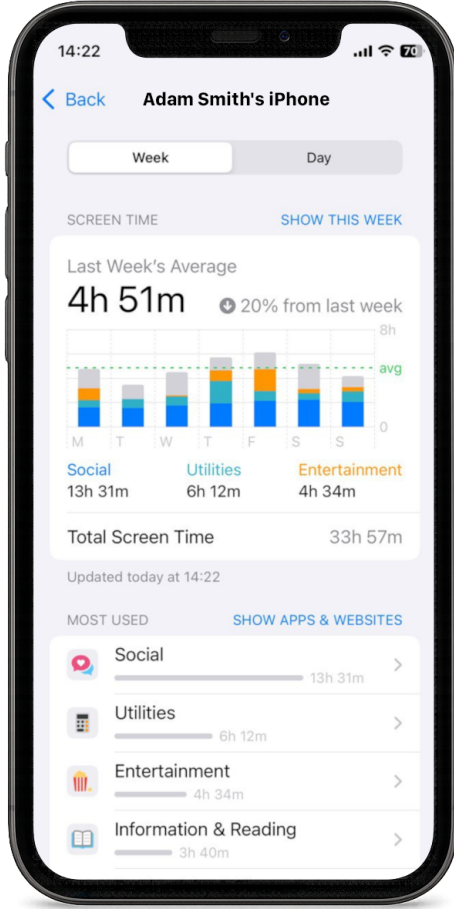 14:22 70
Back Adam Smith's iPhone
Week Day
SCREEN TIME SHOW THIS WEEK
Last Week's Average
4h 51m 20% from last week
8h
avg
0
M T W T F S S
Social Utilities Entertainment
13h 31m 6h 12m 4h 34m
Total Screen Time 33h 57m
Updated today at 14:22
MOST USED SHOW APPS & WEBSITES
Social
13h 31m
Utilities
6h 12m
Entertainment
4h 34m
Information & Reading
3h 40m